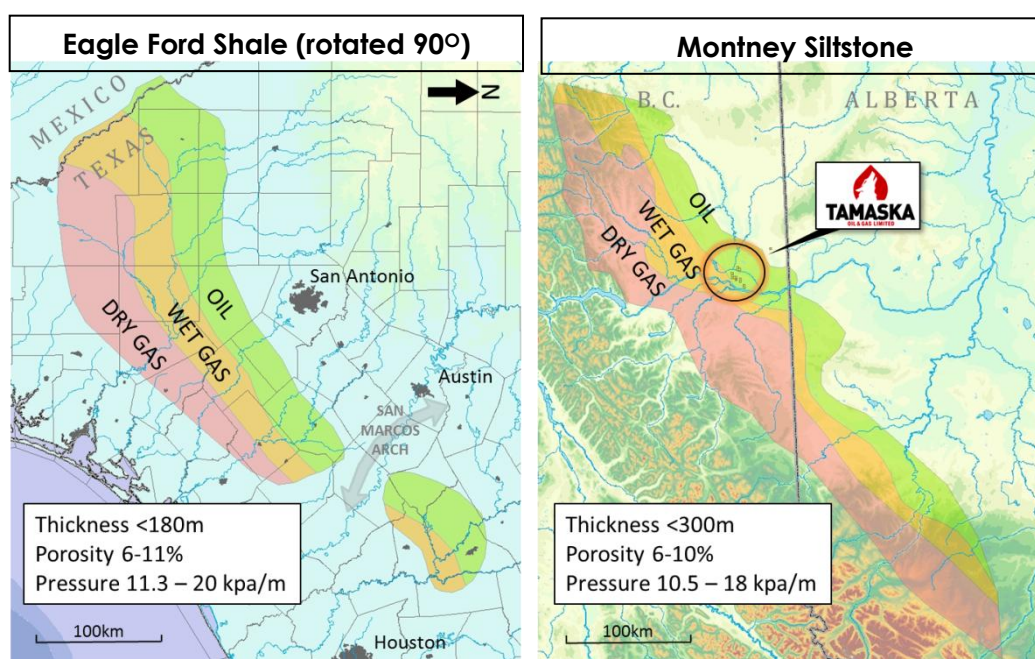 Eagle Ford Shale (rotated 90°)
MEXICO
TEXAS
N
OIL
WET GAS
DRY GAS
San Antonio
Austin
SAN
MARCOS
ARCH
Thickness <180m
Porosity 6-11%
Pressure 11.3 – 20 kpa/m
100km
Houston
Montney Siltstone
B.C.
ALBERTA
TAMASKA
OIL & GAS LIMITED
OIL
WET GAS
DRY GAS
Thickness <300m
Porosity 6-10%
Pressure 10.5 – 18 kpa/m
100km